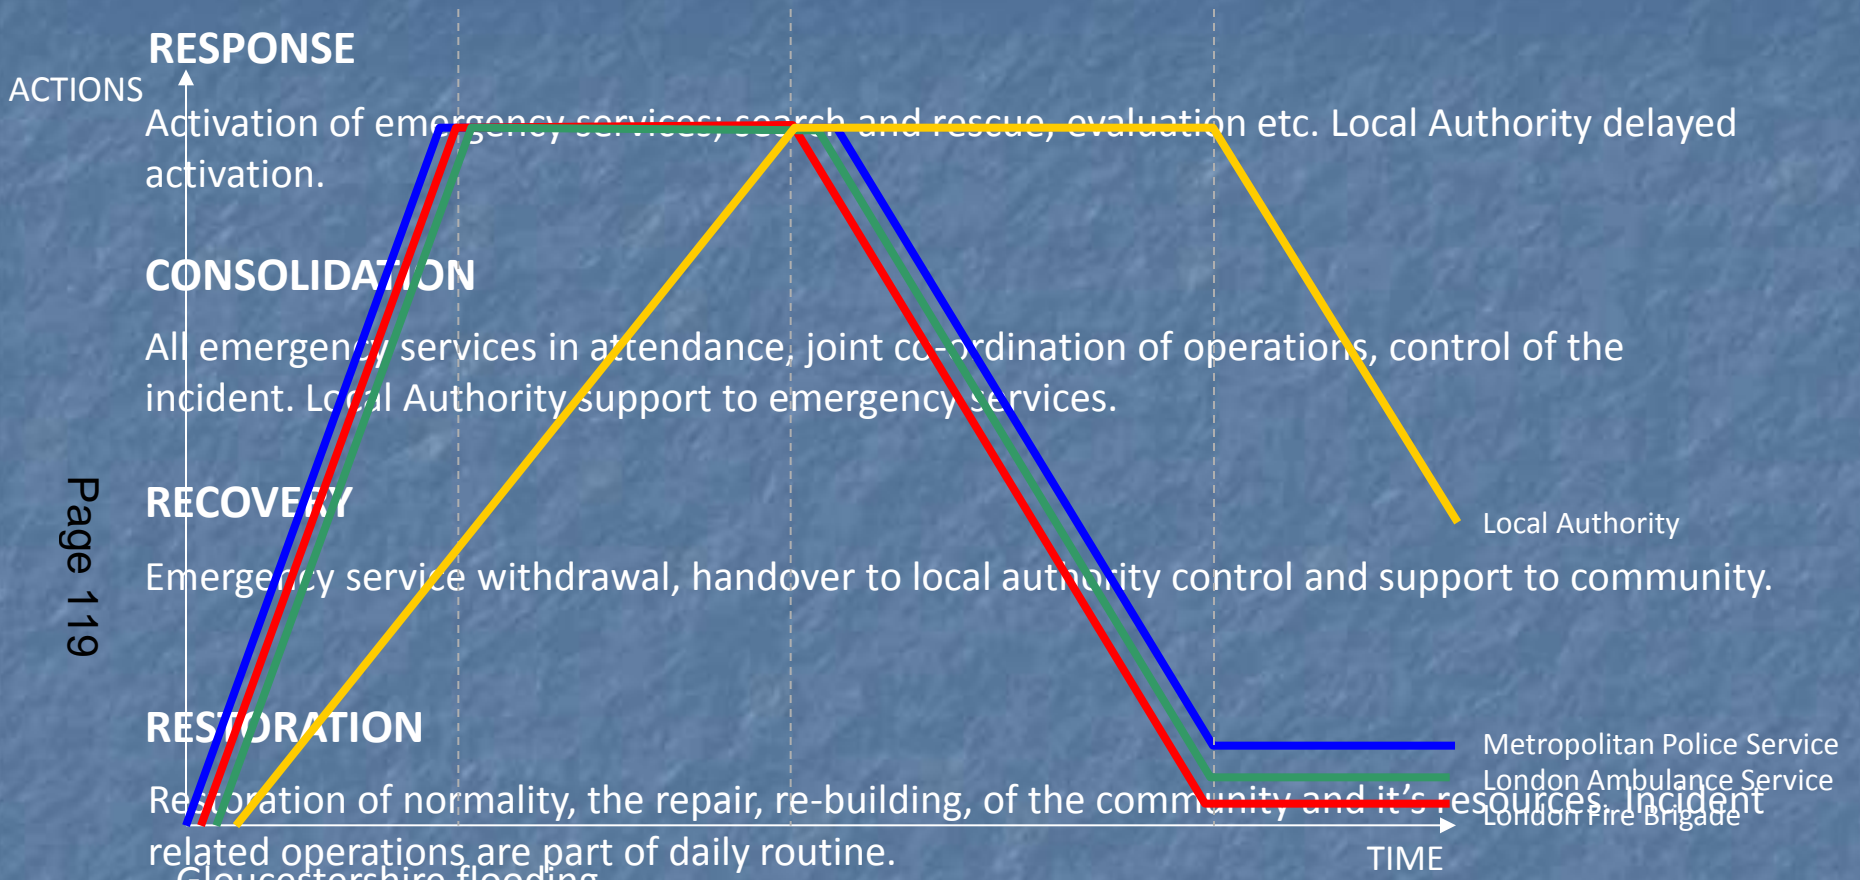 RESPONSE
ACTIONS
Activation of emergency services; search and rescue, evaluation etc. Local Authority delayed
activation.
CONSOLIDATION
All emergency services in attendance, joint co-ordination of operations, control of the
incident. Local Authority support to emergency services.
RECOVERY
Page 119
Local Authority
Emergency service withdrawal, handover to local authority control and support to community.
RESTORATION
Metropolitan Police Service
London Ambulance Service
Restoration of normality, the repair, re-building, of the community and it's resources. Incident
London Fire Brigade
related operations are part of daily routine.
TIME
Gloucestershire flooding